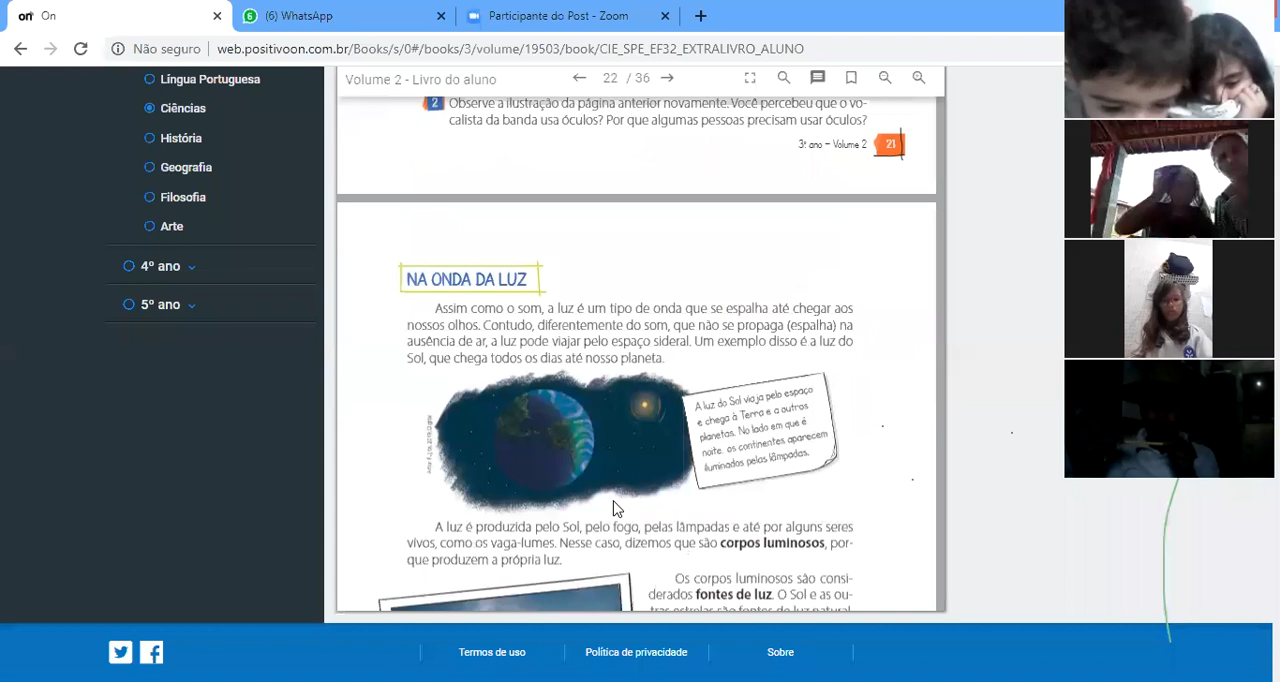 on On
6 (6) WhatsApp
Participante do Post - Zoom
Não seguro
web.positivoon.com.br/Books/s/0#/books/3/volume/19503/book/CIE_SPE_EF32_EXTRALIVRO_ALUNO
Língua Portuguesa
Ciências
História
Geografia
Filosofia
Arte
4º ano
5º ano
Volume 2 - Livro do aluno
22 / 36
2 Observe a ilustração da página anterior novamente. Você percebeu que o vo-
calista da banda usa óculos? Por que algumas pessoas precisam usar óculos?
3º ano – Volume 2 21
NA ONDA DA LUZ
Assim como o som, a luz é um tipo de onda que se espalha até chegar aos
nossos olhos. Contudo, diferentemente do som, que não se propaga (espalha) na
ausência de ar, a luz pode viajar pelo espaço sideral. Um exemplo disso é a luz do
Sol, que chega todos os dias até nosso planeta.
A luz do Sol viaja pelo espaço
e chega à Terra e a outros
planetas. No lado em que é
noite, os continentes aparecem
iluminados pelas lâmpadas.
A luz é produzida pelo Sol, pelo fogo, pelas lâmpadas e até por alguns seres
vivos, como os vaga-lumes. Nesse caso, dizemos que são corpos luminosos, por-
que produzem a própria luz.
Os corpos luminosos são consi-
derados fontes de luz. O Sol e as ou-
tras estrelas são fontes de luz natural
Termos de uso
Política de privacidade
Sobre